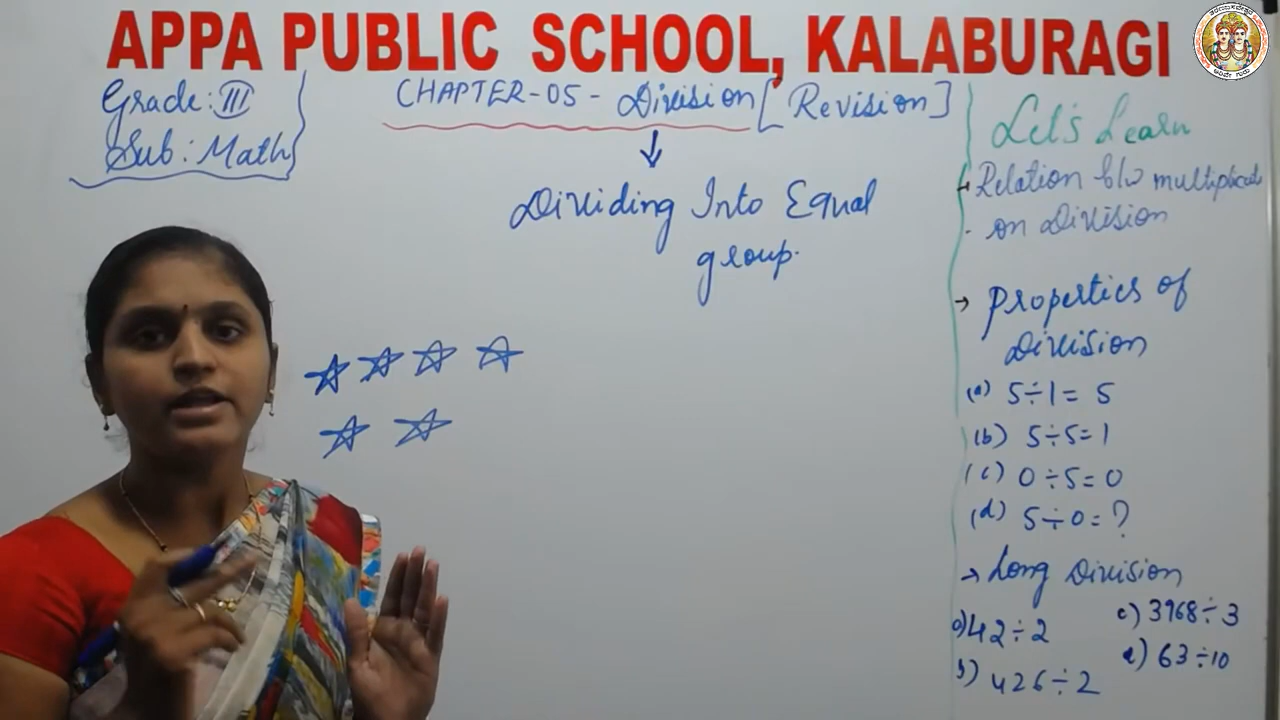 APPA PUBLIC SCHOOL, KALABURAGI
Grade: III
Sub: Math
CHAPTER-05- Division [Revision]
↓
Dividing Into Equal
group.
Let's Learn
→ Relation b/w multiplicati
- on Division
→ Properties of
Division
(a) 5÷1= 5
(b) 5÷5=1
(c) 0÷5=0
(d) 5÷0=?
→ Long Division
a) 42÷2
b) 426÷2
c) 3968÷3
e) 63÷10